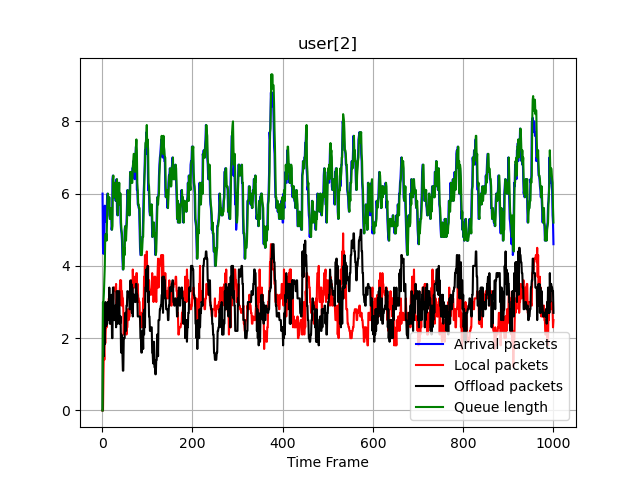 user[2]
8
6
4
2
0
Arrival packets
Local packets
Offload packets
Queue length
0 200 400 600 800 1000
Time Frame